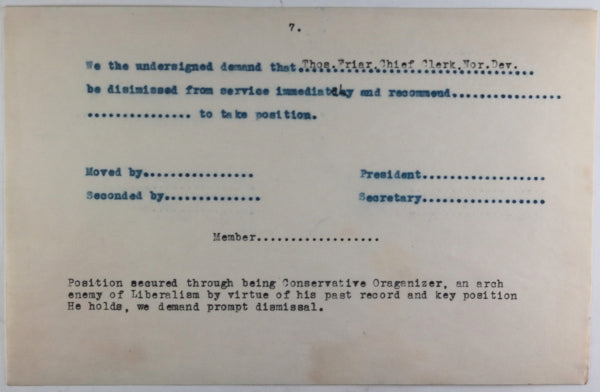 7.
We the undersigned demand that Thos.Friar,Chief Clerk,Nor.Dev.
be disimissed from service immediatly and recommend..................
................. to take position.
Moved by.................. President....................
Seconded by............... Secretary....................
Member...................
Position secured through being Conservative Oraganizer, an arch
enemy of Liberalism by virtue of his past record and key position
He holds, we demand prompt dismissal.